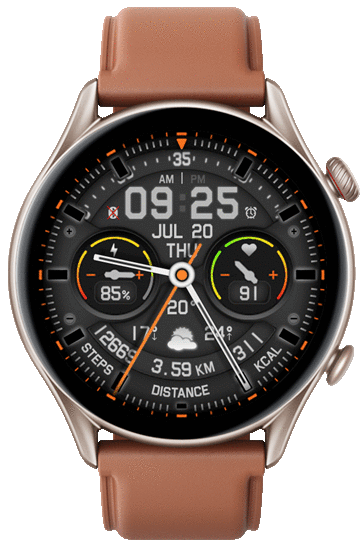 35
AM | PM
09:25
JUL 20
THU
85%
91
20°
17↓ 24↑
1266
311
STEPS
3.59 KM
KCAL
DISTANCE